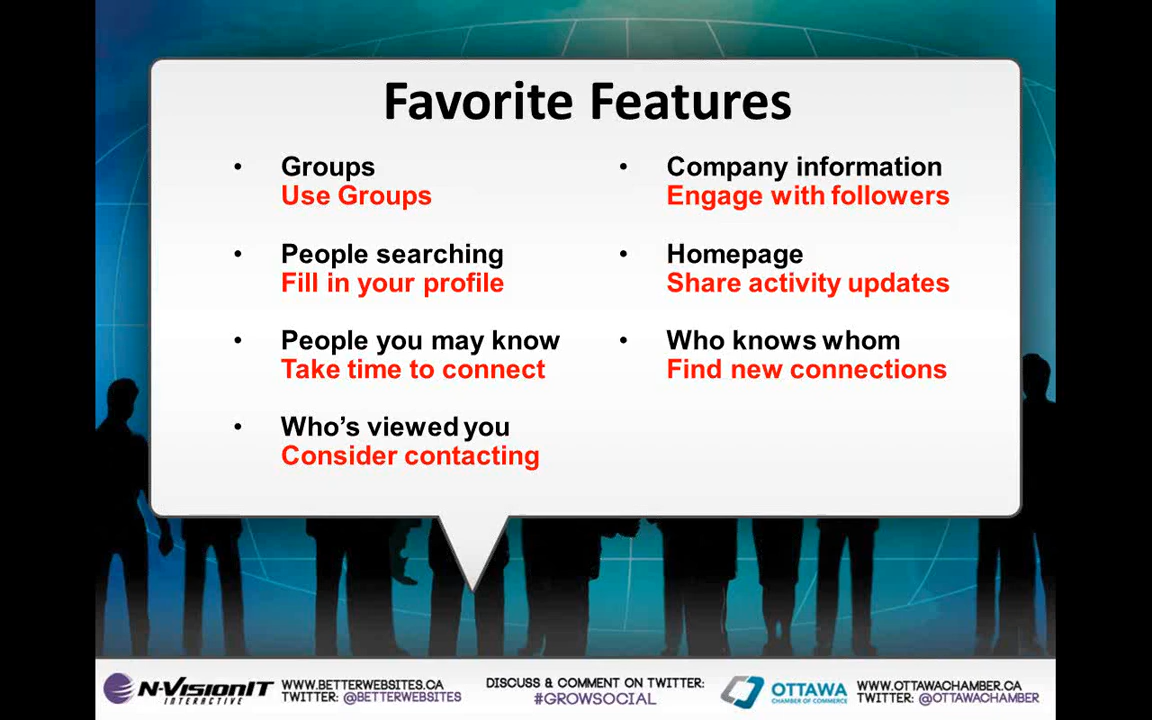 Favorite Features
• Groups
Use Groups
• People searching
Fill in your profile
• People you may know
Take time to connect
• Who's viewed you
Consider contacting
• Company information
Engage with followers
• Homepage
Share activity updates
• Who knows whom
Find new connections
N-VISIONIT
INTERACTIVE
WWW.BETTERWEBSITES.CA
TWITTER: @BETTERWEBSITES
DISCUSS & COMMENT ON TWITTER:
#GROWSOCIAL
OTTAWA
CHAMBER OF COMMERCE
WWW.OTTAWACHAMBER.CA
TWITTER: @OTTAWACHAMBER